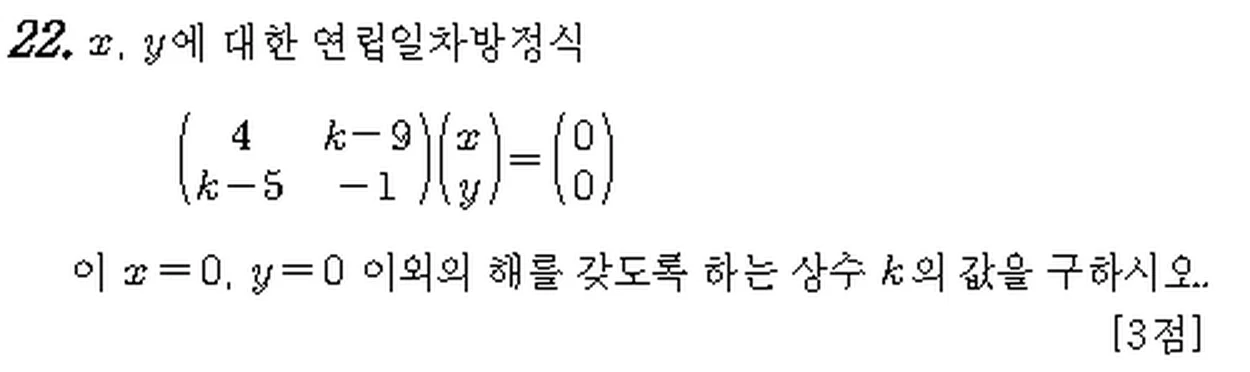 22. x, y에 대한 연립일차방정식
( 4 k-9 ) ( x ) = ( 0 )
( k-5 -1 ) ( y ) ( 0 )
이 x=0, y=0 이외의 해를 갖도록 하는 상수 k의 값을 구하시오..
[3점]